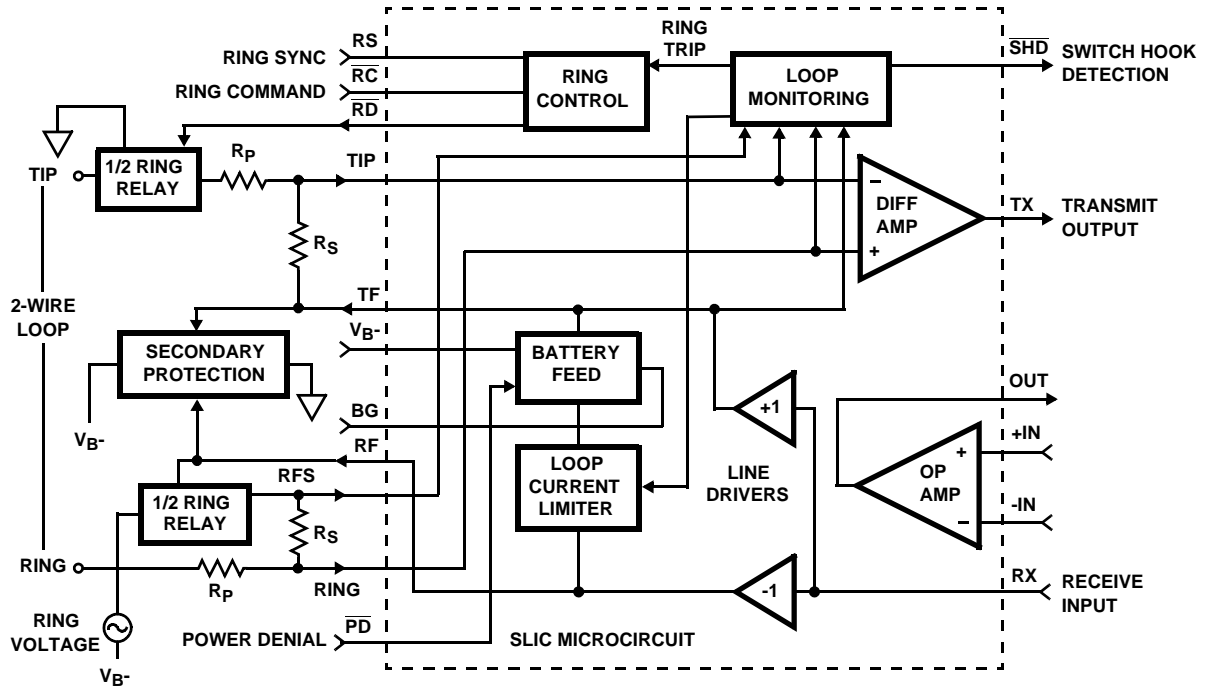 RING SYNC
RS
RING COMMAND
RC
RD
RING
CONTROL
RING
TRIP
LOOP
MONITORING
SHD
SWITCH HOOK
DETECTION
TIP
1/2 RING
RELAY
RP
TIP
RS
DIFF
AMP
−
+
TX
TRANSMIT
OUTPUT
2-WIRE
LOOP
TF
VB-
SECONDARY
PROTECTION
VB-
BATTERY
FEED
BG
RF
+1
OUT
+IN
-IN
+
−
OP
AMP
LOOP
CURRENT
LIMITER
LINE
DRIVERS
RFS
1/2 RING
RELAY
RS
RING
RP
RING
-1
RX
RECEIVE
INPUT
RING
VOLTAGE
VB-
POWER DENIAL
PD
SLIC MICROCIRCUIT